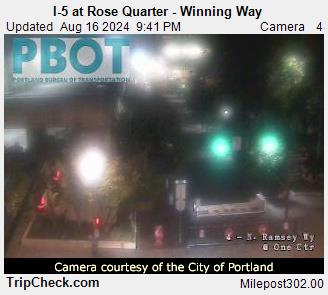 I-5 at Rose Quarter - Winning Way
Updated Aug 16 2024 9:41 PM Camera 4
PBOT
PORTLAND BUREAU OF TRANSPORTATION
4 - N. Ramsey Wy
@ One Ctr
Camera courtesy of the City of Portland
TripCheck.com Milepost302.00